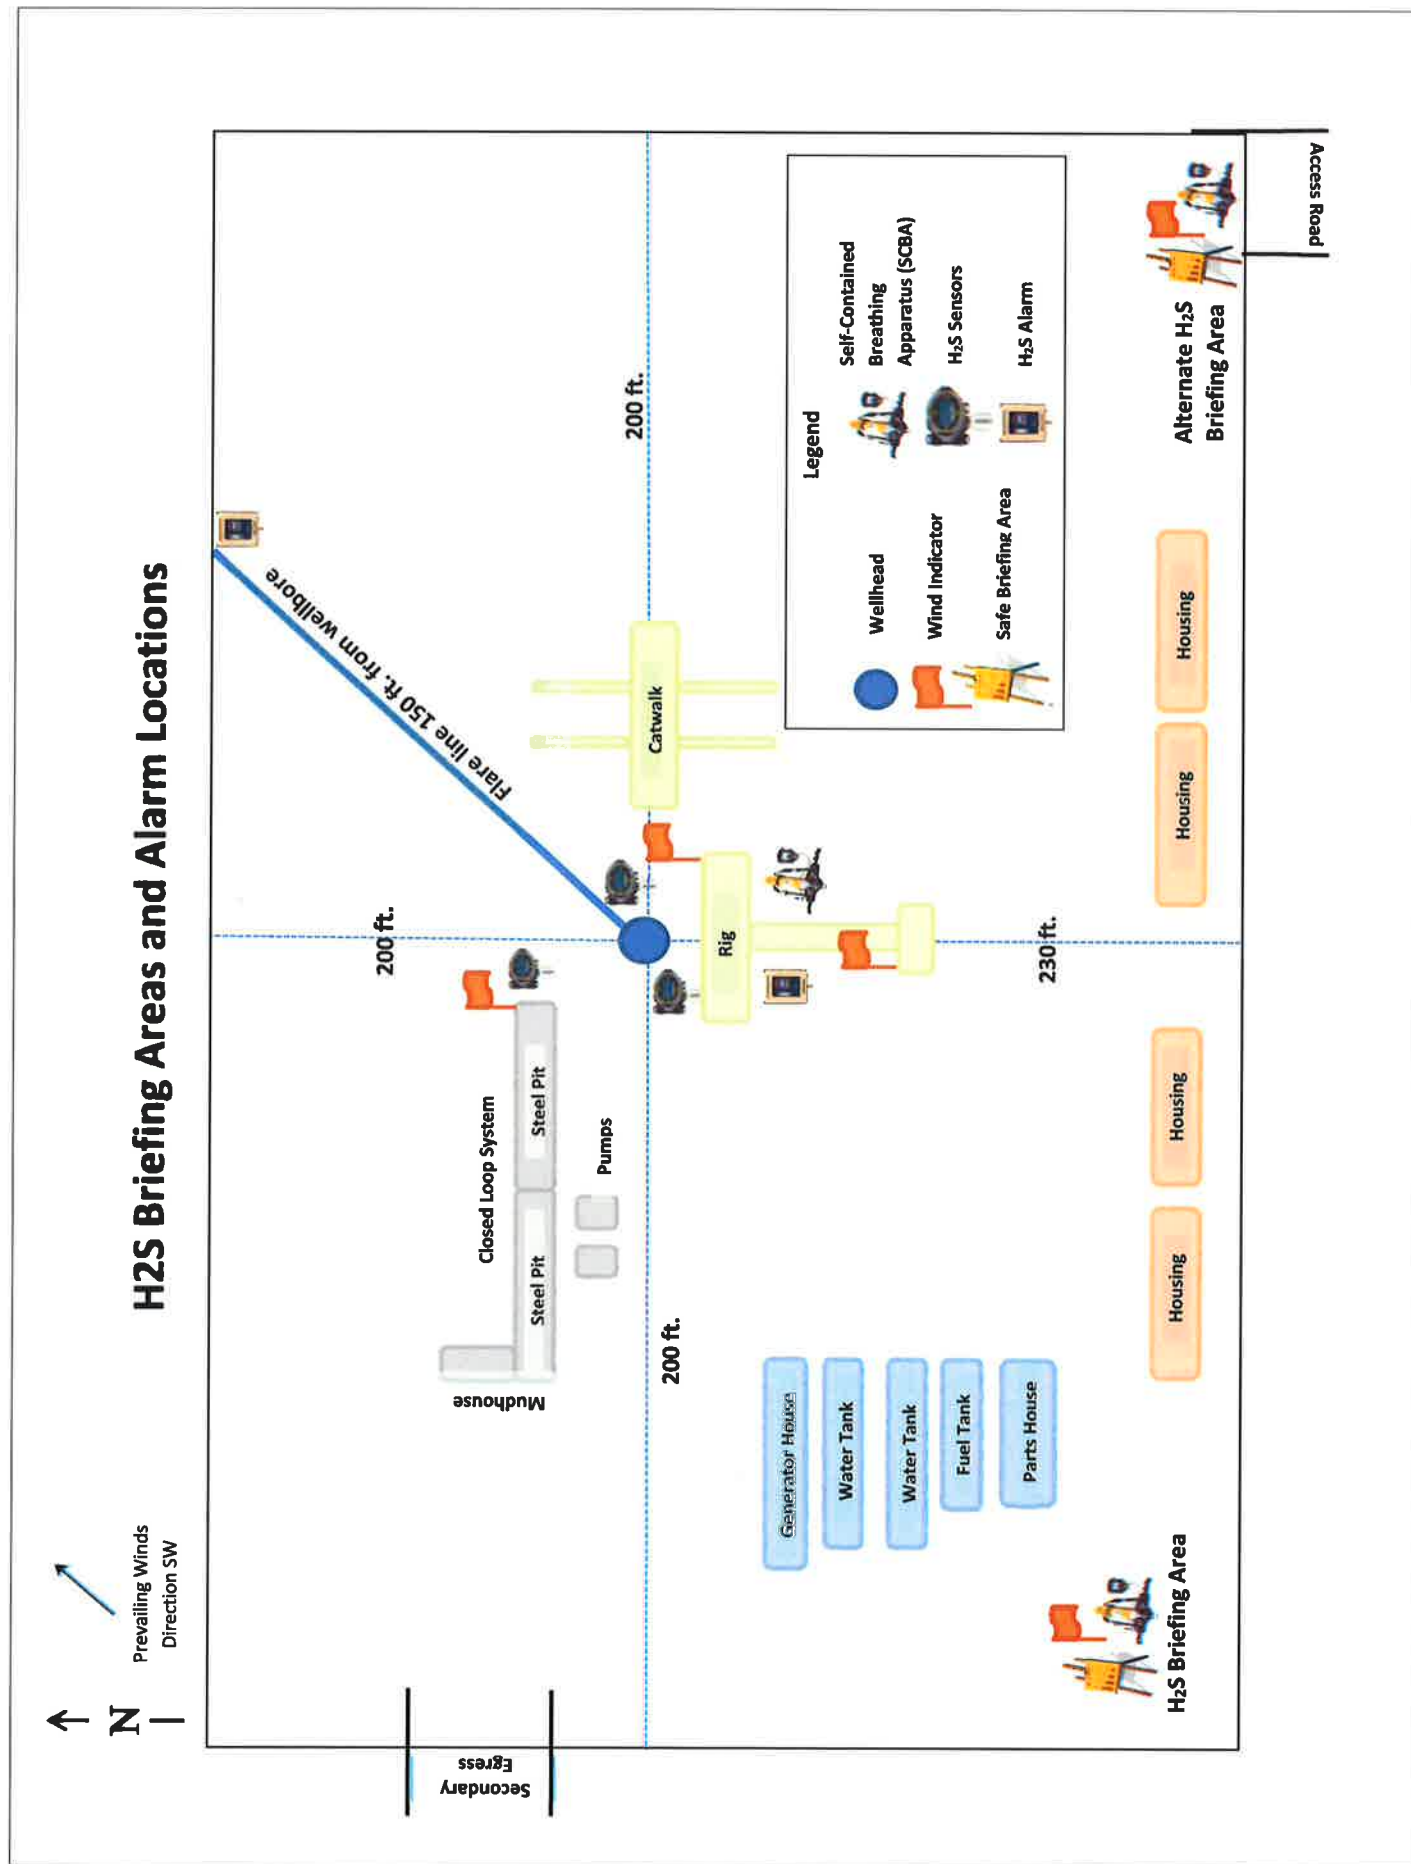 H2S Briefing Areas and Alarm Locations
N
Prevailing Winds
Direction SW
Secondary
Egress
200 ft.
Flare line 150 ft. from wellbore
Closed Loop System
Steel Pit
Steel Pit
Mudhouse
Pumps
200 ft.
200 ft.
Catwalk
Rig
230 ft.
Generator House
Water Tank
Water Tank
Fuel Tank
Parts House
Legend
Wellhead
Wind Indicator
Safe Briefing Area
Self-Contained
Breathing
Apparatus (SCBA)
H₂S Sensors
H₂S Alarm
H₂S Briefing Area
Housing
Housing
Housing
Housing
Alternate H₂S
Briefing Area
Access Road